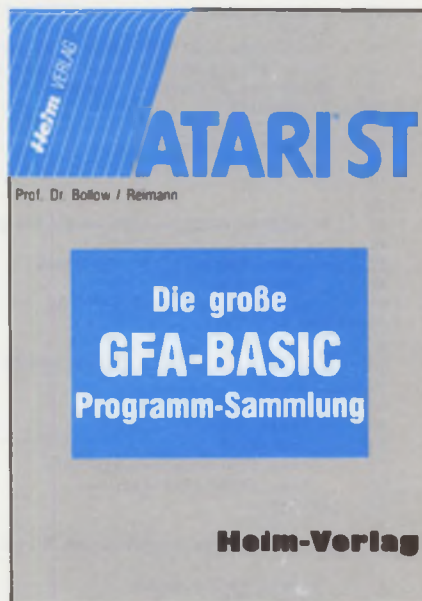 Heim VERLAG
ATARI ST
Prof. Dr. Bollow / Reimann
Die große
GFA-BASIC
Programm-Sammlung
Heim-Verlag